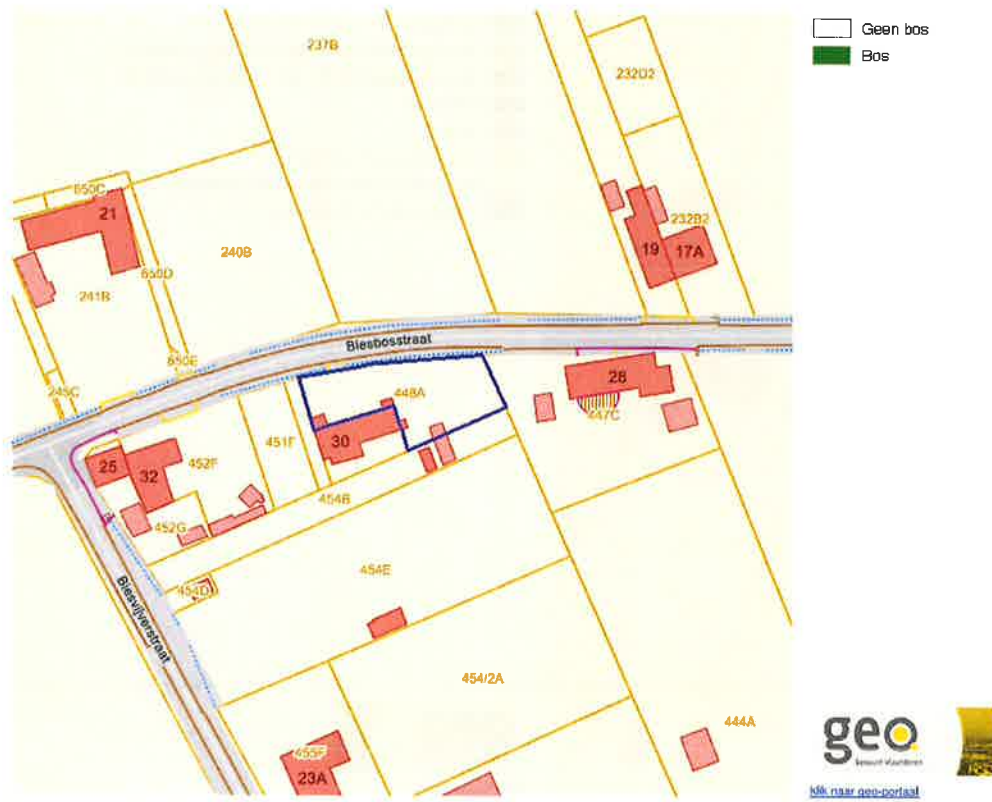 Geen bos
Bos
237B
232D2
650C
21
232B2
19
17A
240B
650D
241B
Biesbosstraat
650E
245C
448A
28
447C
451F
30
452F
25
32
454B
452G
454E
454D
Biesvijverstraat
454/2A
444A
455F
23A
geo
klik naar geo-portaal